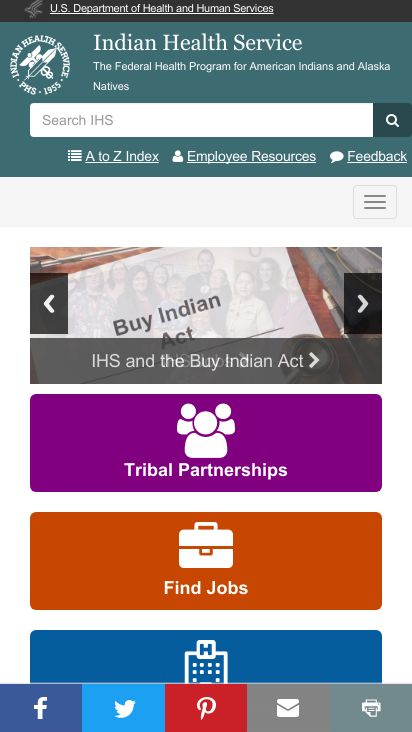 U.S. Department of Health and Human Services
INDIAN HEALTH SERVICE
PHS - 1955
Indian Health Service
The Federal Health Program for American Indians and Alaska
Natives
Search IHS
A to Z Index Employee Resources Feedback
Buy Indian
Act
IHS and the Buy Indian Act
Tribal Partnerships
Find Jobs
H